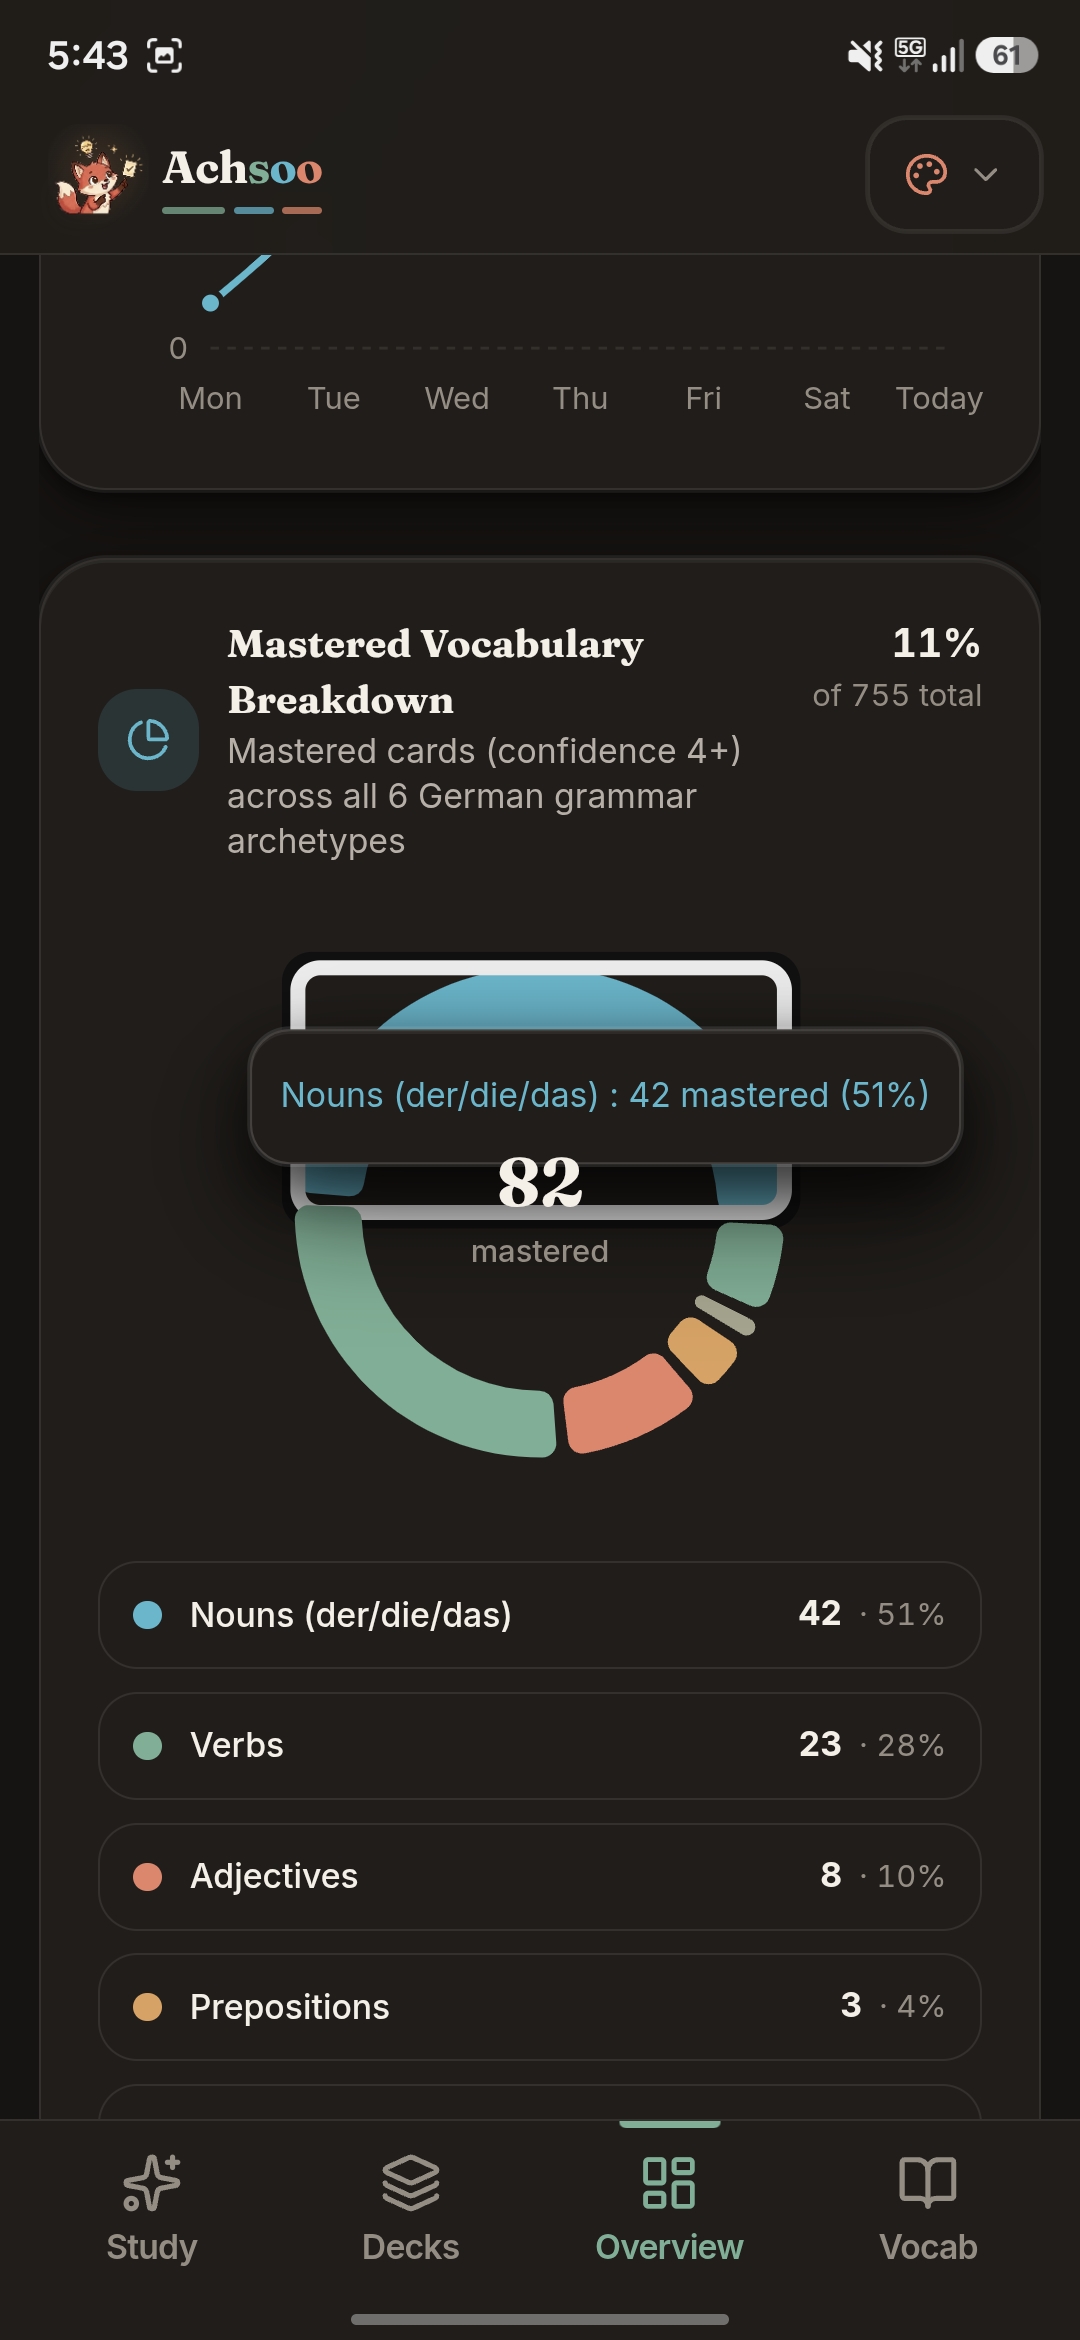 5:43
5G
61
Achsoo
0
Mon Tue Wed Thu Fri Sat Today
Mastered Vocabulary
Breakdown
11%
of 755 total
Mastered cards (confidence 4+)
across all 6 German grammar
archetypes
Nouns (der/die/das) : 42 mastered (51%)
82
mastered
Nouns (der/die/das) 42 · 51%
Verbs 23 · 28%
Adjectives 8 · 10%
Prepositions 3 · 4%
Study Decks Overview Vocab